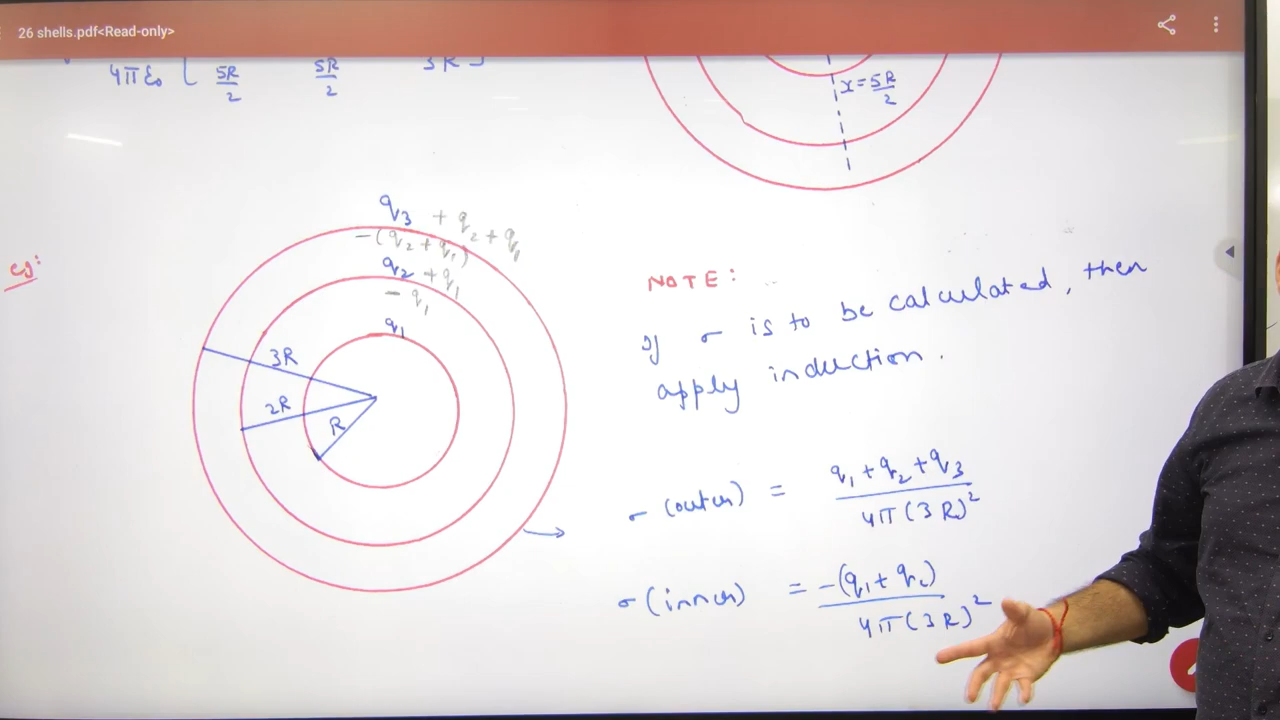 26 shells.pdf<Read-only>
4πε₀ 5R/2 5R/2 3R
x = 5R/2
q₃ + q₂ + q₁
-(q₂ + q₁)
q₂ + q₁
- q₁
q₁
eg:
3R
2R
R
NOTE:
If σ is to be calculated, then
apply induction.
σ (outer) = q₁ + q₂ + q₃ / 4π(3R)²
σ (inner) = -(q₁ + q₂) / 4π(3R)²